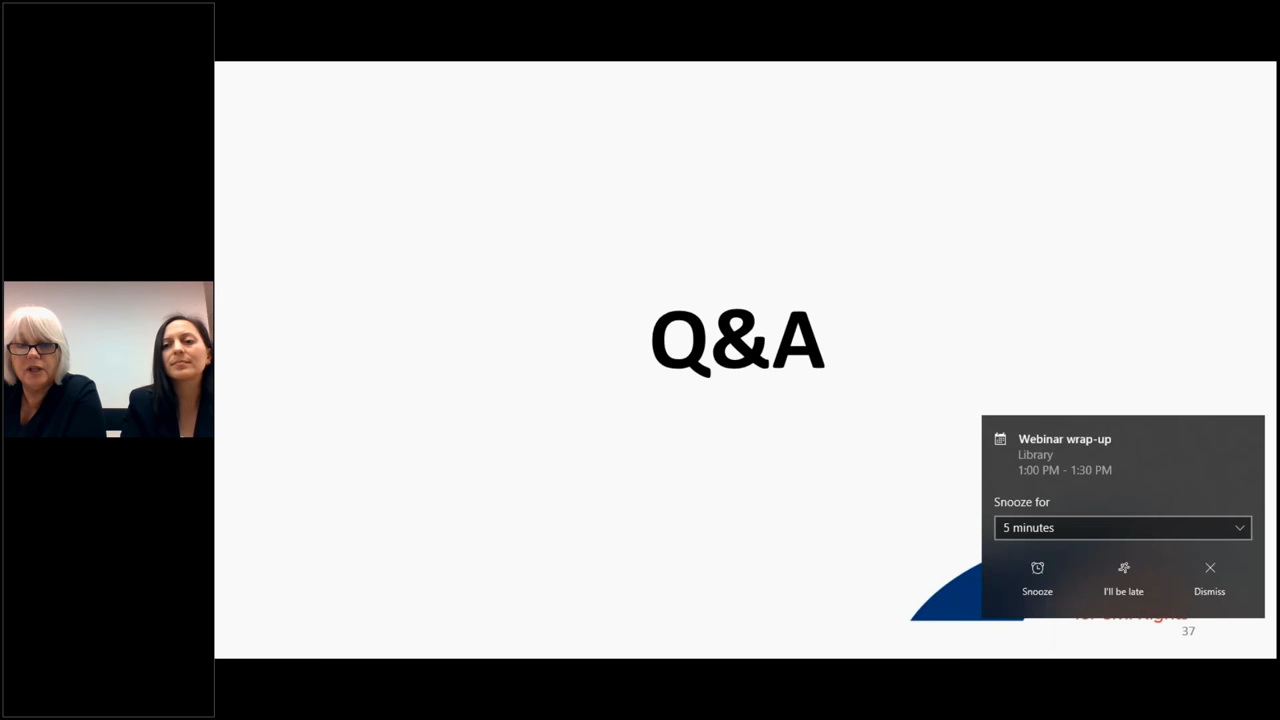 Q&A
Webinar wrap-up
Library
1:00 PM - 1:30 PM
Snooze for
5 minutes
Snooze
I'll be late
Dismiss
37